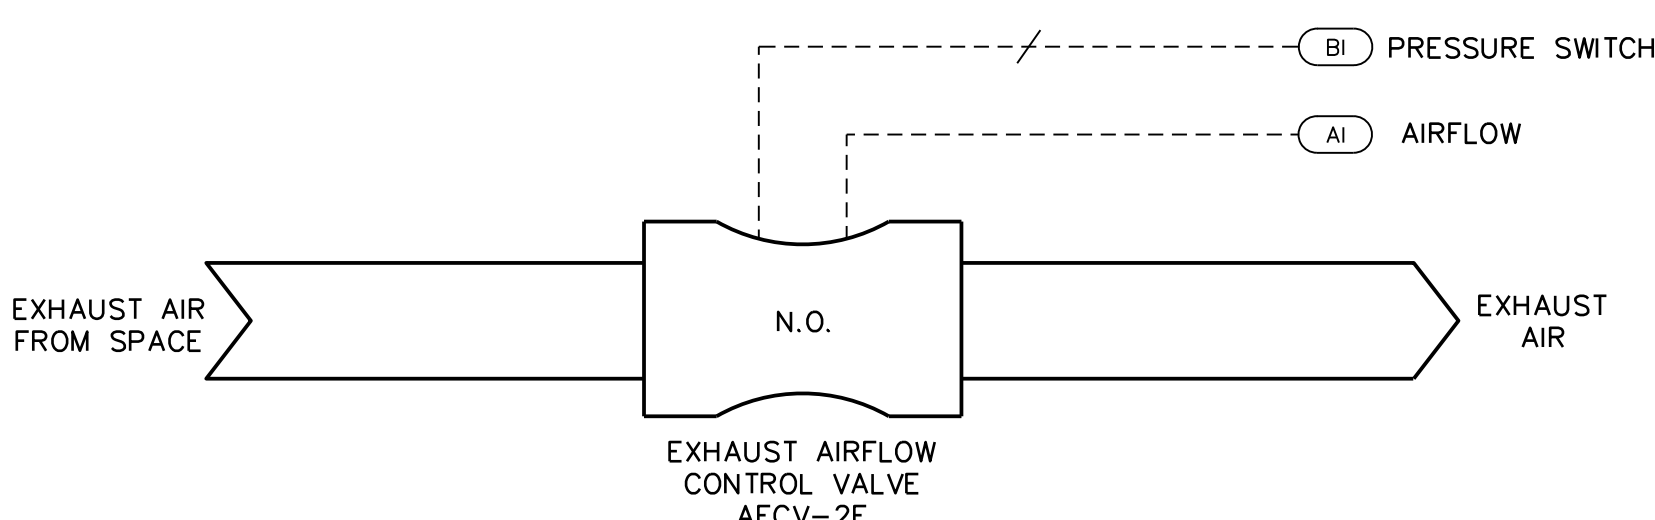 BI PRESSURE SWITCH
AI AIRFLOW
EXHAUST AIR
FROM SPACE
N.O.
EXHAUST
AIR
EXHAUST AIRFLOW
CONTROL VALVE